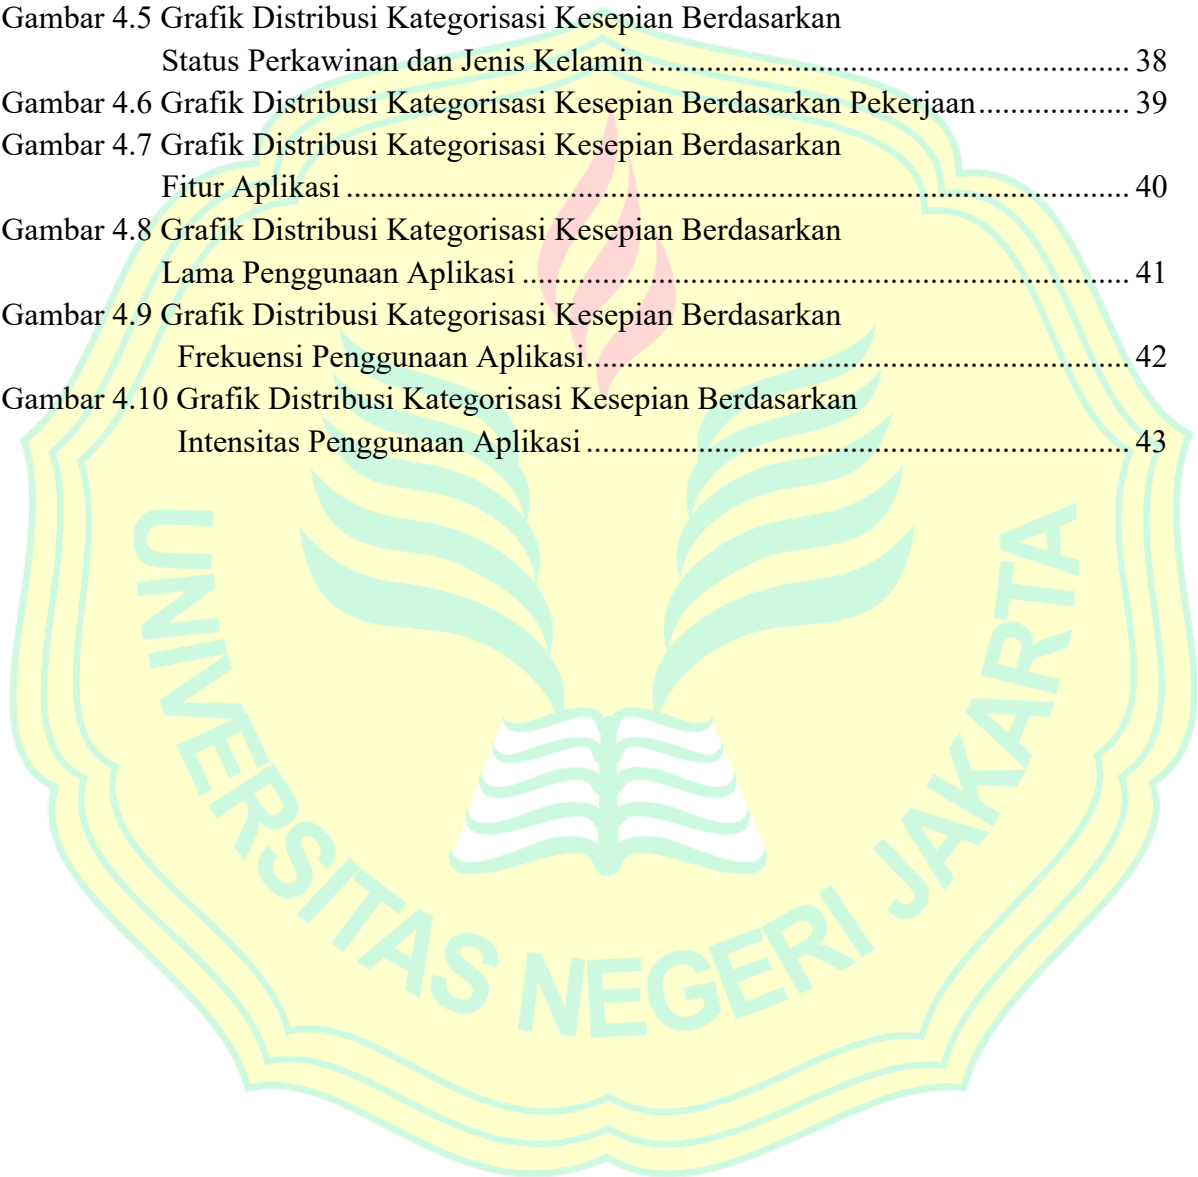 Gambar 4.5 Grafik Distribusi Kategorisasi Kesepian Berdasarkan
Status Perkawinan dan Jenis Kelamin ........................................................... 38
Gambar 4.6 Grafik Distribusi Kategorisasi Kesepian Berdasarkan Pekerjaan................... 39
Gambar 4.7 Grafik Distribusi Kategorisasi Kesepian Berdasarkan
Fitur Aplikasi ................................................................................................. 40
Gambar 4.8 Grafik Distribusi Kategorisasi Kesepian Berdasarkan
Lama Penggunaan Aplikasi ........................................................................... 41
Gambar 4.9 Grafik Distribusi Kategorisasi Kesepian Berdasarkan
Frekuensi Penggunaan Aplikasi.................................................................... 42
Gambar 4.10 Grafik Distribusi Kategorisasi Kesepian Berdasarkan
Intensitas Penggunaan Aplikasi .................................................................... 43
UNIVERSITAS NEGERI JAKARTA